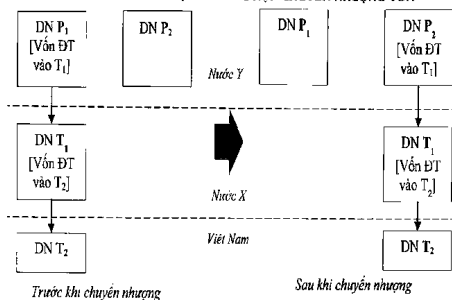 DN P1
[Vốn ĐT
vào T1]
DN P2
DN P1
DN P2
[Vốn ĐT
vào T1]
Nước Y
DN T1
[Vốn ĐT
vào T2]
DN T1
[Vốn ĐT
vào T2]
Nước X
Việt Nam
DN T2
DN T2
Trước khi chuyển nhượng
Sau khi chuyển nhượng